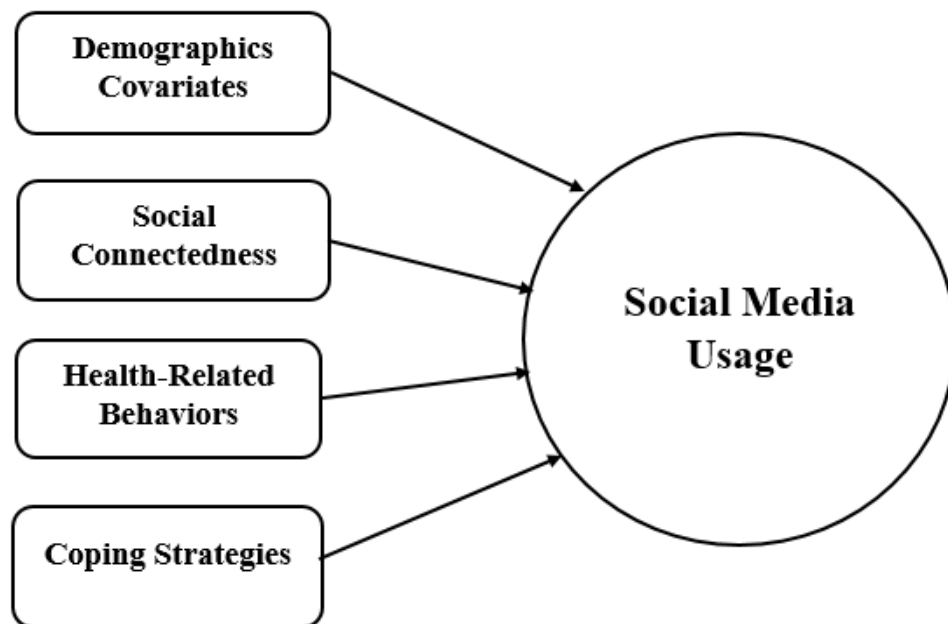 Demographics
Covariates
Social
Connectedness
Health-Related
Behaviors
Coping Strategies
Social Media
Usage